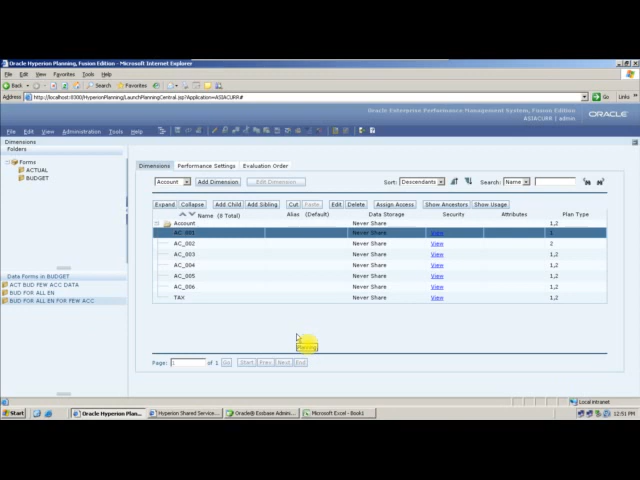 Oracle Hyperion Planning, Fusion Edition - Microsoft Internet Explorer
File Edit View Favorites Tools Help
Back Search Favorites
Address http://localhost:8300/HyperionPlanning/LaunchPlanningCentral.jsp?Application=ASIACURR# Go Links »
Oracle Enterprise Performance Management System, Fusion Edition
ASIACURR | admin
ORACLE
File Edit View Administration Tools Help
Dimensions
Folders
Forms
ACTUAL
BUDGET
Data Forms in BUDGET
ACT BUD FEW ACC DATA
BUD FOR ALL EN
BUD FOR ALL EN FOR FEW ACC
Dimensions Performance Settings Evaluation Order
Account Add Dimension Edit Dimension Sort: Descendants Search: Name
Expand Collapse Add Child Add Sibling Cut Paste Edit Delete Assign Access Show Ancestors Show Usage
Name (8 Total) Alias (Default) Data Storage Security Attributes Plan Type
Account Never Share 1,2
AC_001 Never Share View 1
AC_002 Never Share View 2
AC_003 Never Share View 1,2
AC_004 Never Share View 1,2
AC_005 Never Share View 1,2
AC_006 Never Share View 1,2
TAX Never Share View 1,2
Planning
Page: 1 of 1 Go Start Prev Next End
Local intranet
Start Oracle Hyperion Plan... Hyperion Shared Service... Oracle® Essbase Admini... Microsoft Excel - Book1 12:51 PM